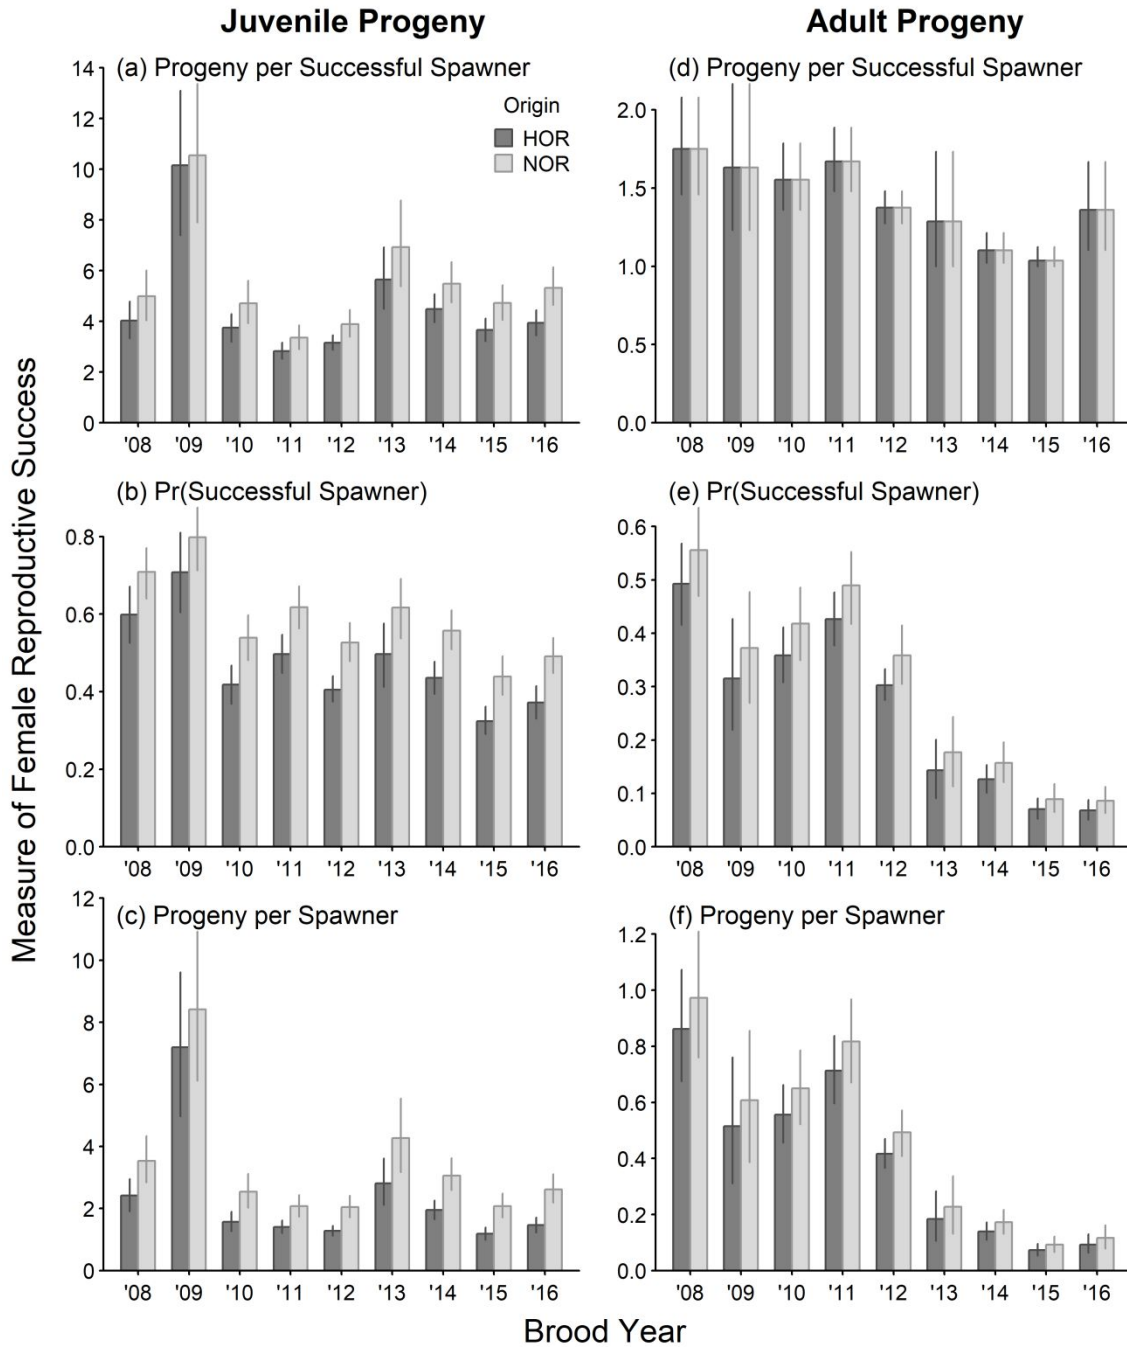 Juvenile Progeny
Adult Progeny
Measure of Female Reproductive Success
(a) Progeny per Successful Spawner
Origin
HOR
NOR
14
12
10
8
6
4
2
0
'08 '09 '10 '11 '12 '13 '14 '15 '16
(d) Progeny per Successful Spawner
2.0
1.5
1.0
0.5
0.0
'08 '09 '10 '11 '12 '13 '14 '15 '16
(b) Pr(Successful Spawner)
0.8
0.6
0.4
0.2
0.0
'08 '09 '10 '11 '12 '13 '14 '15 '16
(e) Pr(Successful Spawner)
0.6
0.5
0.4
0.3
0.2
0.1
0.0
'08 '09 '10 '11 '12 '13 '14 '15 '16
(c) Progeny per Spawner
12
10
8
6
4
2
0
'08 '09 '10 '11 '12 '13 '14 '15 '16
(f) Progeny per Spawner
1.2
1.0
0.8
0.6
0.4
0.2
0.0
'08 '09 '10 '11 '12 '13 '14 '15 '16
Brood Year